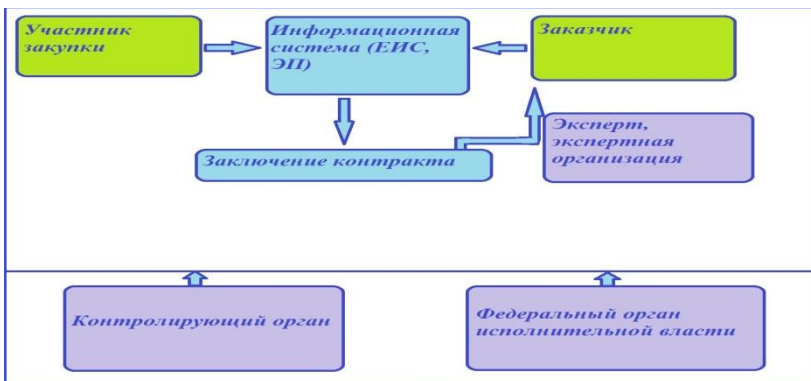 Участник
закупки
Информационная
система (ЕИС,
ЭП)
Заказчик
Эксперт,
экспертная
организация
Заключение контракта
Контролирующий орган
Федеральный орган
исполнительной власти